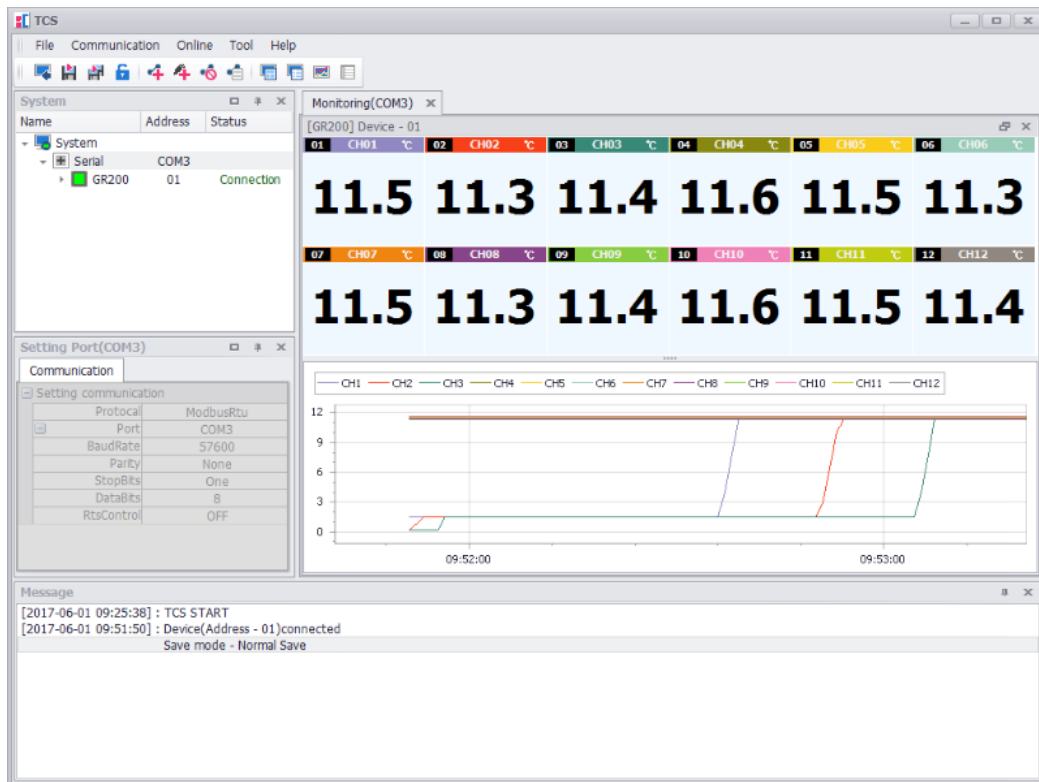 TCS
File Communication Online Tool Help
System
Name Address Status
System
Serial COM3
GR200 01 Connection
Setting Port(COM3)
Communication
Setting communication
Protocal ModbusRtu
Port COM3
BaudRate 57600
Parity None
StopBits One
DataBits 8
RtsControl OFF
Monitoring(COM3)
[GR200] Device - 01
01 CH01 ℃ 02 CH02 ℃ 03 CH03 ℃ 04 CH04 ℃ 05 CH05 ℃ 06 CH06 ℃
11.5 11.3 11.4 11.6 11.5 11.3
07 CH07 ℃ 08 CH08 ℃ 09 CH09 ℃ 10 CH10 ℃ 11 CH11 ℃ 12 CH12 ℃
11.5 11.3 11.4 11.6 11.5 11.4
CH1 CH2 CH3 CH4 CH5 CH6 CH7 CH8 CH9 CH10 CH11 CH12
12
9
6
3
0
09:52:00 09:53:00
Message
[2017-06-01 09:25:38] : TCS START
[2017-06-01 09:51:50] : Device(Address - 01)connected
Save mode - Normal Save